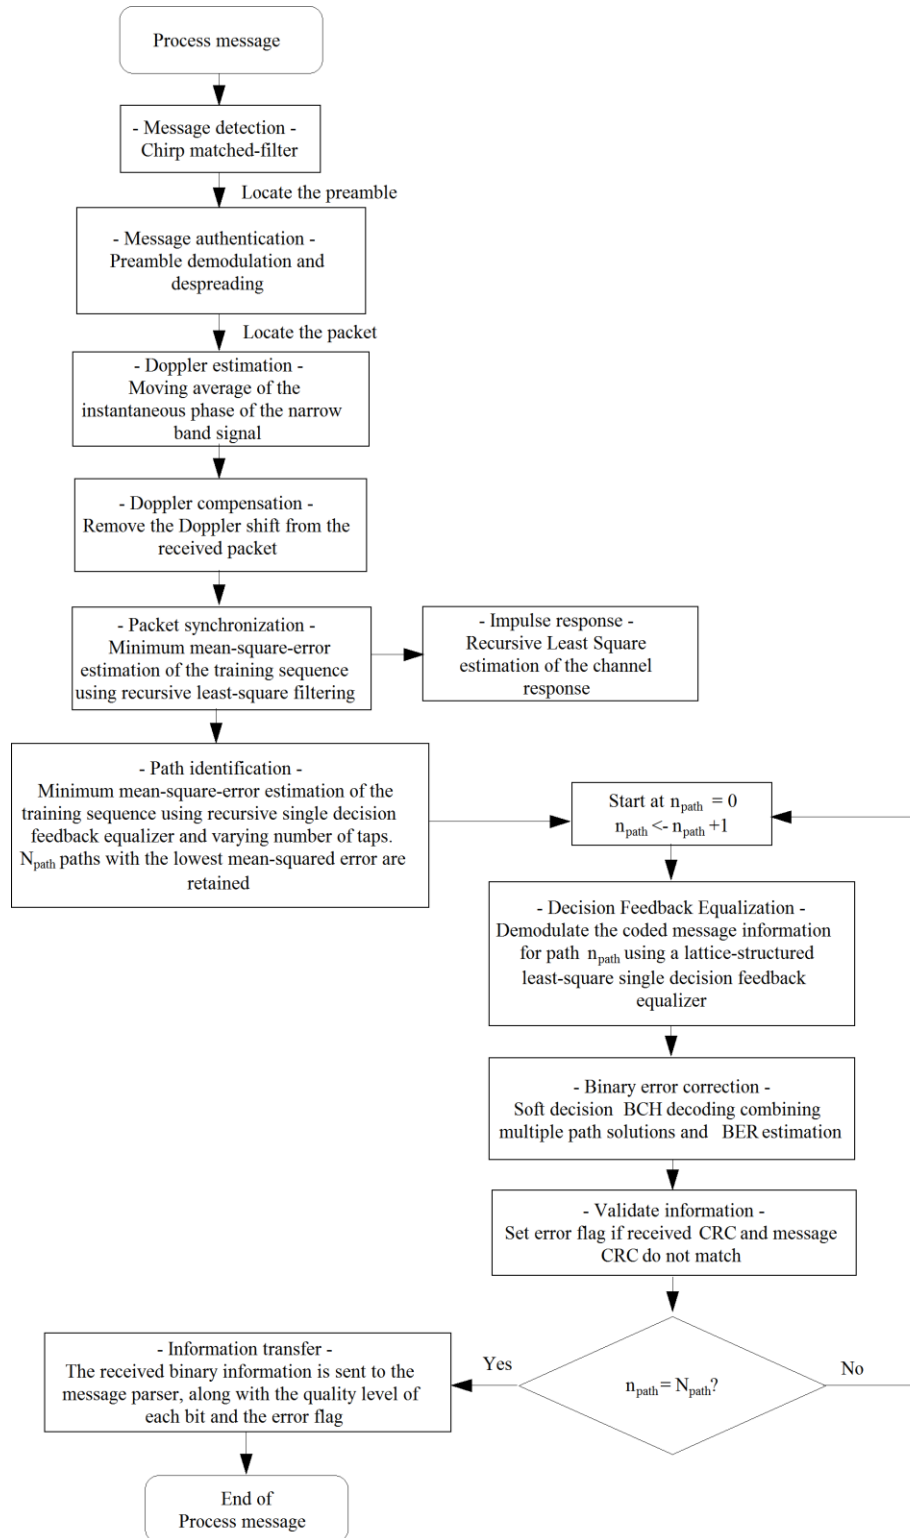 Process message
- Message detection -
Chirp matched-filter
Locate the preamble
- Message authentication -
Preamble demodulation and
despreading
Locate the packet
- Doppler estimation -
Moving average of the
instantaneous phase of the narrow
band signal
- Doppler compensation -
Remove the Doppler shift from the
received packet
- Packet synchronization -
Minimum mean-square-error
estimation of the training sequence
using recursive least-square filtering
- Impulse response -
Recursive Least Square
estimation of the channel
response
- Path identification -
Minimum mean-square-error estimation of the
training sequence using recursive single decision
feedback equalizer and varying number of taps.
Npath paths with the lowest mean-squared error are
retained
Start at npath = 0
npath <- npath +1
- Decision Feedback Equalization -
Demodulate the coded message information
for path npath using a lattice-structured
least-square single decision feedback
equalizer
- Binary error correction -
Soft decision BCH decoding combining
multiple path solutions and BER estimation
- Validate information -
Set error flag if received CRC and message
CRC do not match
npath = Npath?
Yes
No
- Information transfer -
The received binary information is sent to the
message parser, along with the quality level of
each bit and the error flag
End of
Process message